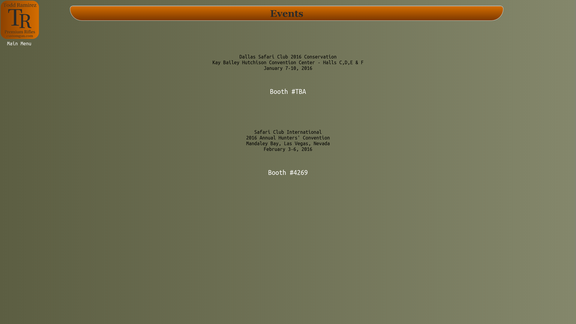 TR
Main Menu
Events
Dallas Safari Club 2016 Conservation
Kay Bailey Hutchison Convention Center - Halls C,D,E & F
January 7-10, 2016
Booth #TBA
Safari Club International
2016 Annual Hunters' Convention
Mandalay Bay, Las Vegas, Nevada
February 3-6, 2016
Booth #4269